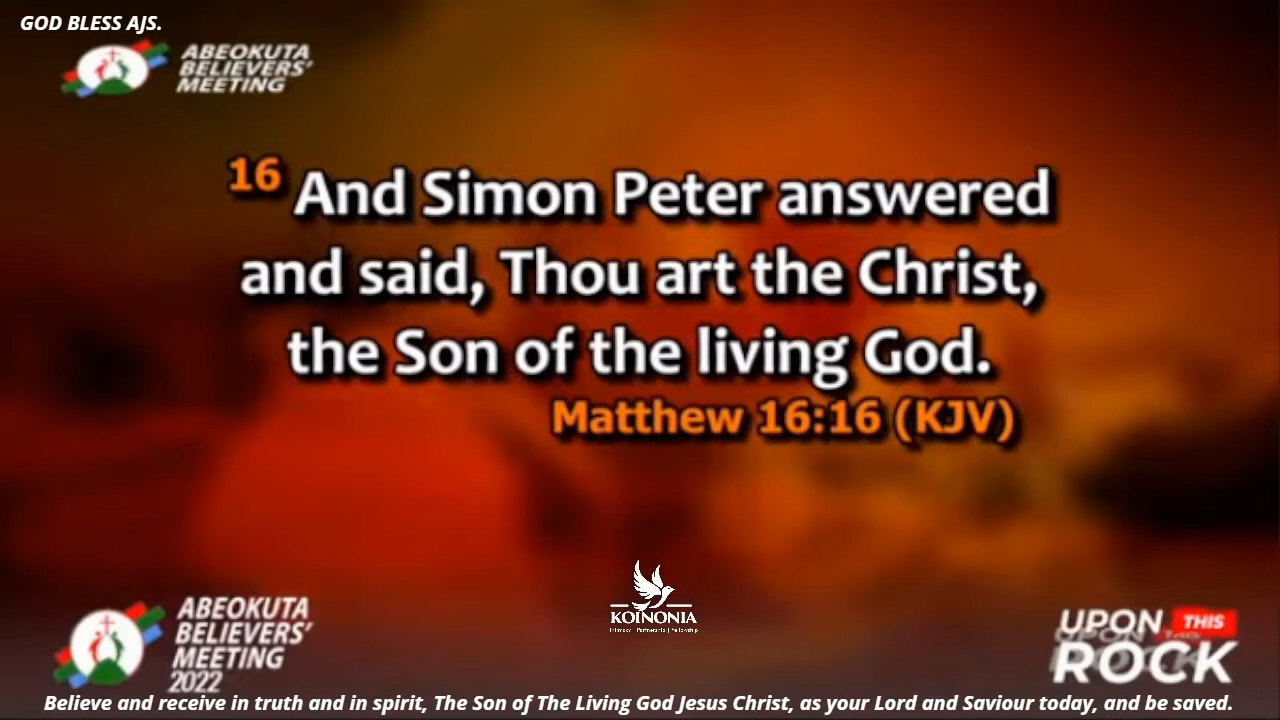 GOD BLESS AJS.
ABEOKUTA
BELIEVERS'
MEETING
16 And Simon Peter answered
and said, Thou art the Christ,
the Son of the living God.
Matthew 16:16 (KJV)
KOINONIA
Intimacy | Partnership | Fellowship
ABEOKUTA
BELIEVERS'
MEETING
2022
UPON THIS
ROCK
Believe and receive in truth and in spirit, The Son of The Living God Jesus Christ, as your Lord and Saviour today, and be saved.